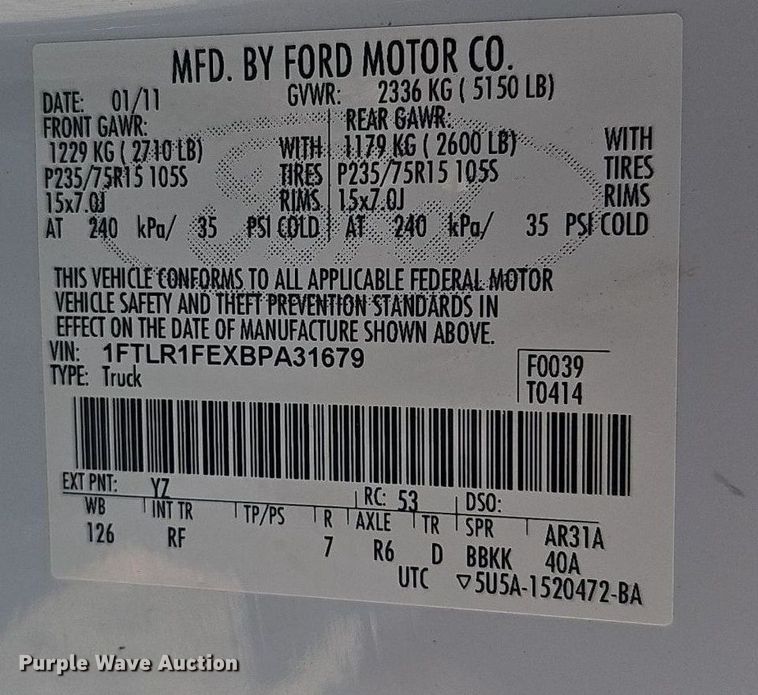 MFD. BY FORD MOTOR CO.
DATE: 01/11 GVWR: 2336 KG ( 5150 LB)
FRONT GAWR: REAR GAWR:
1229 KG ( 2710 LB) WITH 1179 KG ( 2600 LB) WITH
P235/75R15 105S TIRES P235/75R15 105S TIRES
15x7.0J RIMS 15x7.0J RIMS
AT 240 kPa/ 35 PSI COLD AT 240 kPa/ 35 PSI COLD
THIS VEHICLE CONFORMS TO ALL APPLICABLE FEDERAL MOTOR
VEHICLE SAFETY AND THEFT PREVENTION STANDARDS IN
EFFECT ON THE DATE OF MANUFACTURE SHOWN ABOVE.
VIN: 1FTLR1FEXBPA31679 F0039
TYPE: Truck T0414
EXT PNT: YZ RC: 53 DSO:
WB INT TR TP/PS R AXLE TR SPR AR31A
126 RF 7 R6 D BBKK 40A
UTC ▽5U5A-1520472-BA
Purple Wave Auction